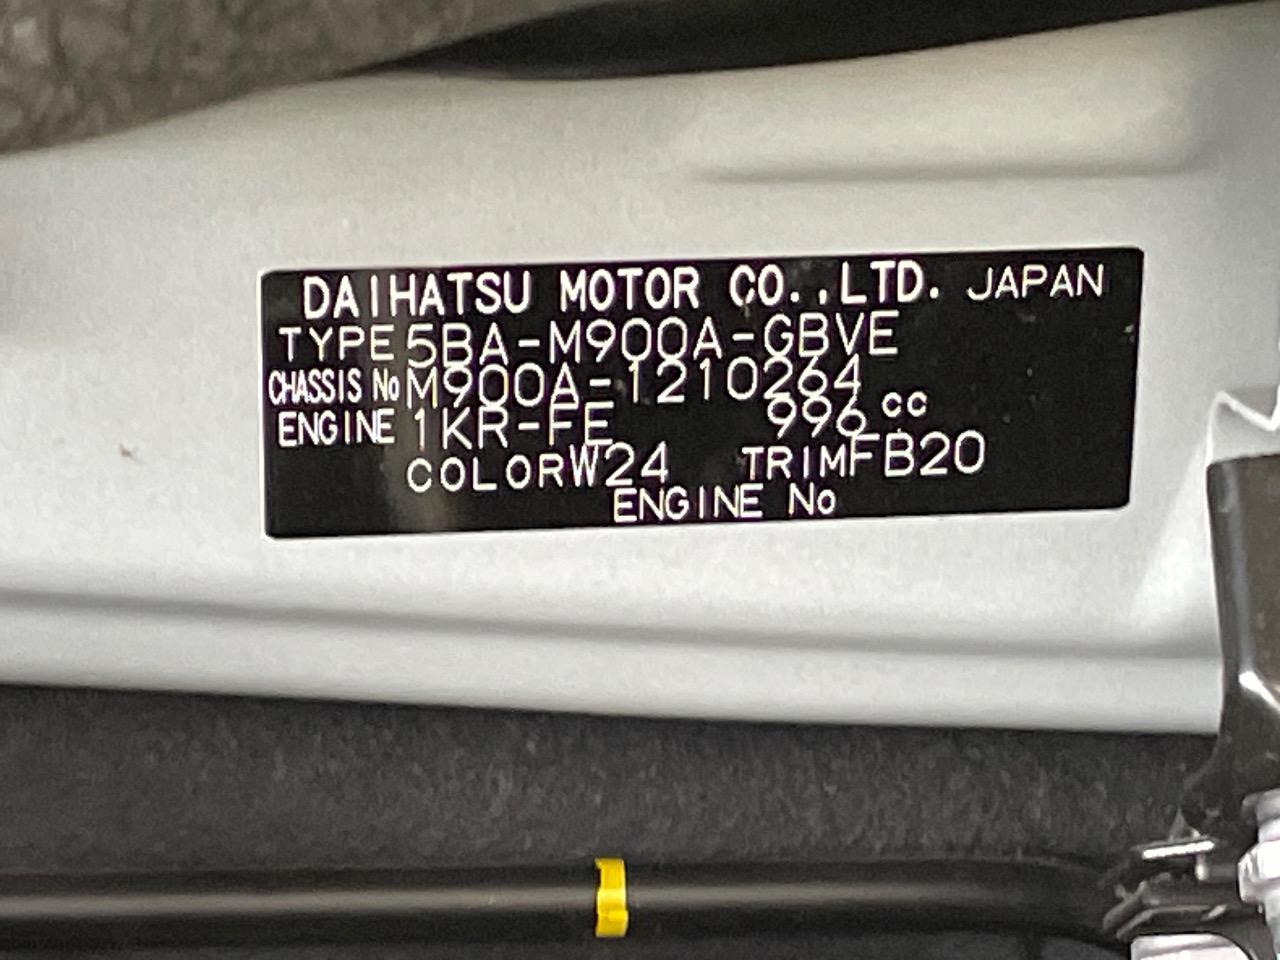 DAIHATSU MOTOR CO.,LTD. JAPAN
TYPE 5BA-M900A-GBVE
CHASSIS No M900A-1210264
ENGINE 1KR-FE 996 cc
COLOR W24 TRIM FB20
ENGINE No